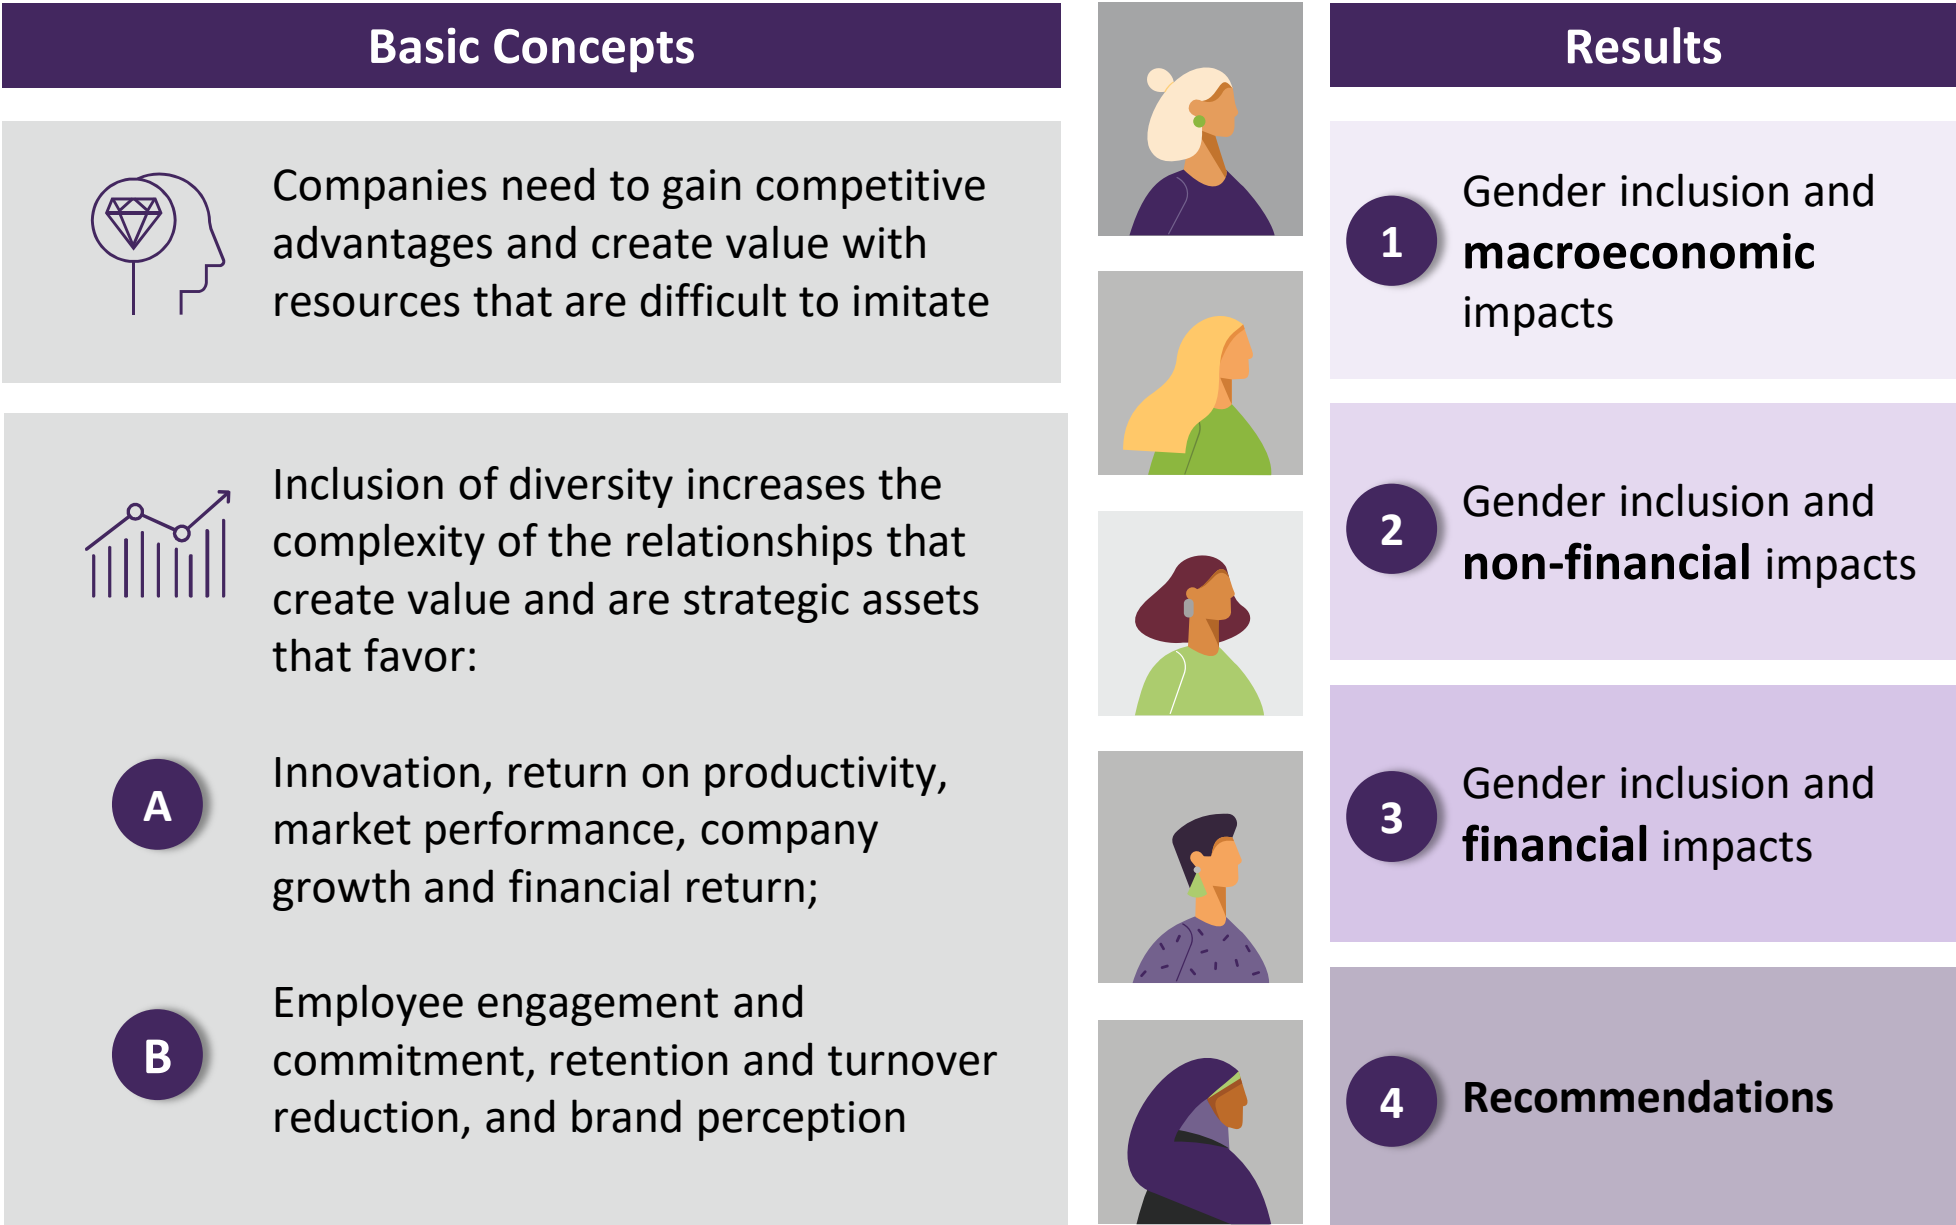 Basic Concepts
Companies need to gain competitive
advantages and create value with
resources that are difficult to imitate
Inclusion of diversity increases the
complexity of the relationships that
create value and are strategic assets
that favor:
A
Innovation, return on productivity,
market performance, company
growth and financial return;
B
Employee engagement and
commitment, retention and turnover
reduction, and brand perception
Results
1
Gender inclusion and
macroeconomic
impacts
2
Gender inclusion and
non-financial impacts
3
Gender inclusion and
financial impacts
4
Recommendations